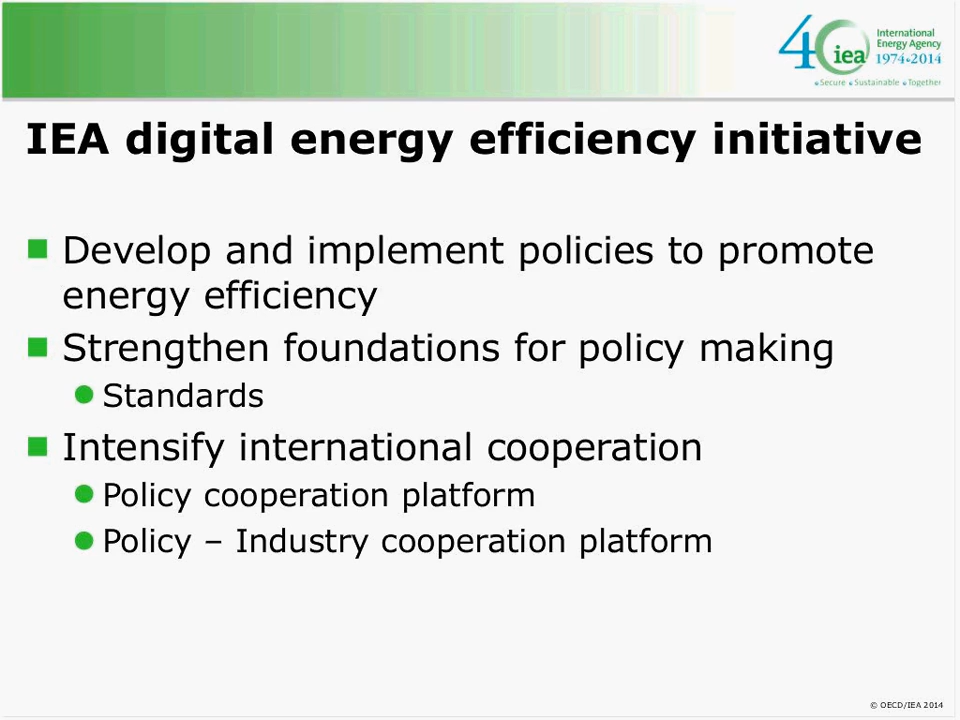 40 iea International
Energy Agency
1974•2014
Secure Sustainable Together
IEA digital energy efficiency initiative
Develop and implement policies to promote
energy efficiency
Strengthen foundations for policy making
Standards
Intensify international cooperation
Policy cooperation platform
Policy – Industry cooperation platform
© OECD/IEA 2014